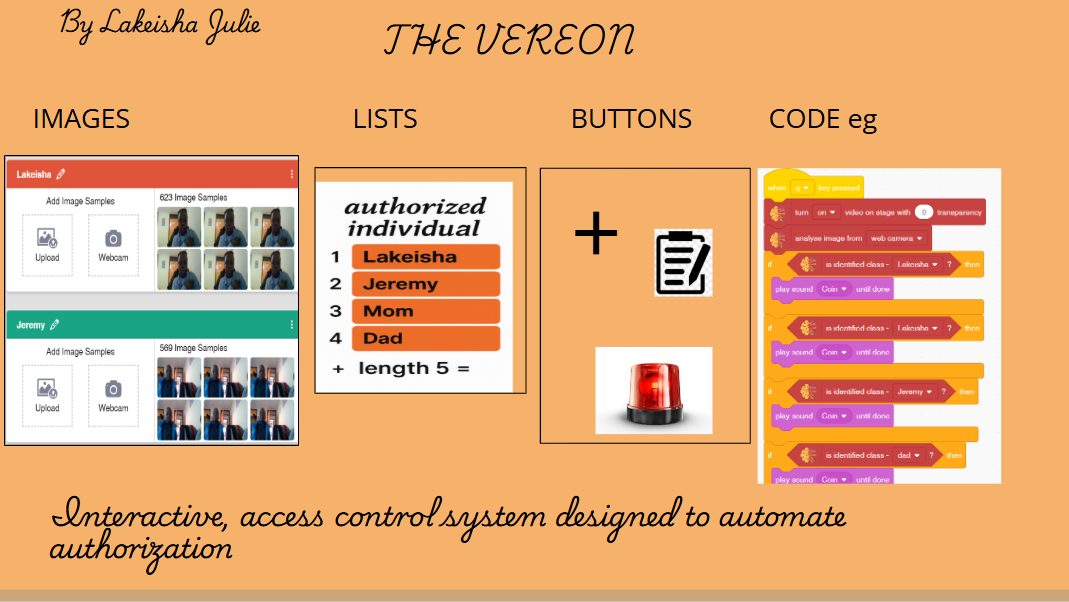 By Lakeisha Julie
THE VEREON
IMAGES
LISTS
BUTTONS
CODE eg
Lakeisha
Add Image Samples
623 Image Samples
Upload
Webcam
Jeremy
Add Image Samples
569 Image Samples
Upload
Webcam
authorized
individual
1 Lakeisha
2 Jeremy
3 Mom
4 Dad
+ length 5 =
+
when q key pressed
turn on video on stage with 0 transparency
analyse image from web camera
if is identified class - Lakeisha ? then
play sound Coin until done
if is identified class - Lakeisha ? then
play sound Coin until done
if is identified class - Jeremy ? then
play sound Coin until done
if is identified class - dad ? then
play sound Coin until done
Interactive, access control system designed to automate
authorization